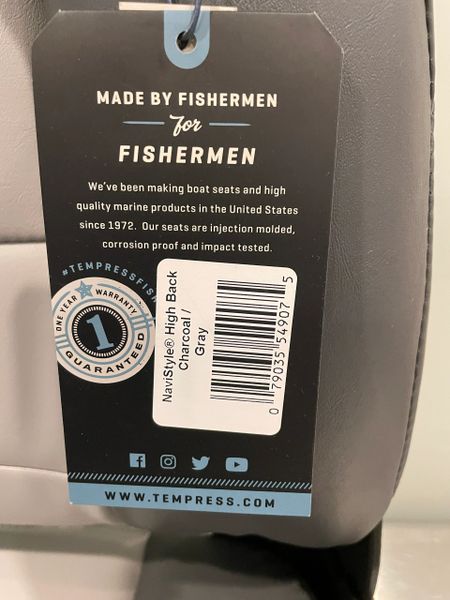 MADE BY FISHERMEN
for
FISHERMEN
We've been making boat seats and high
quality marine products in the United States
since 1972. Our seats are injection molded,
corrosion proof and impact tested.
#TEMPRESSFISH
ONE YEAR WARRANTY
1
GUARANTEED
NaviStyle® High Back
Charcoal /
Gray
0 79035 54907 5
WWW.TEMPRESS.COM